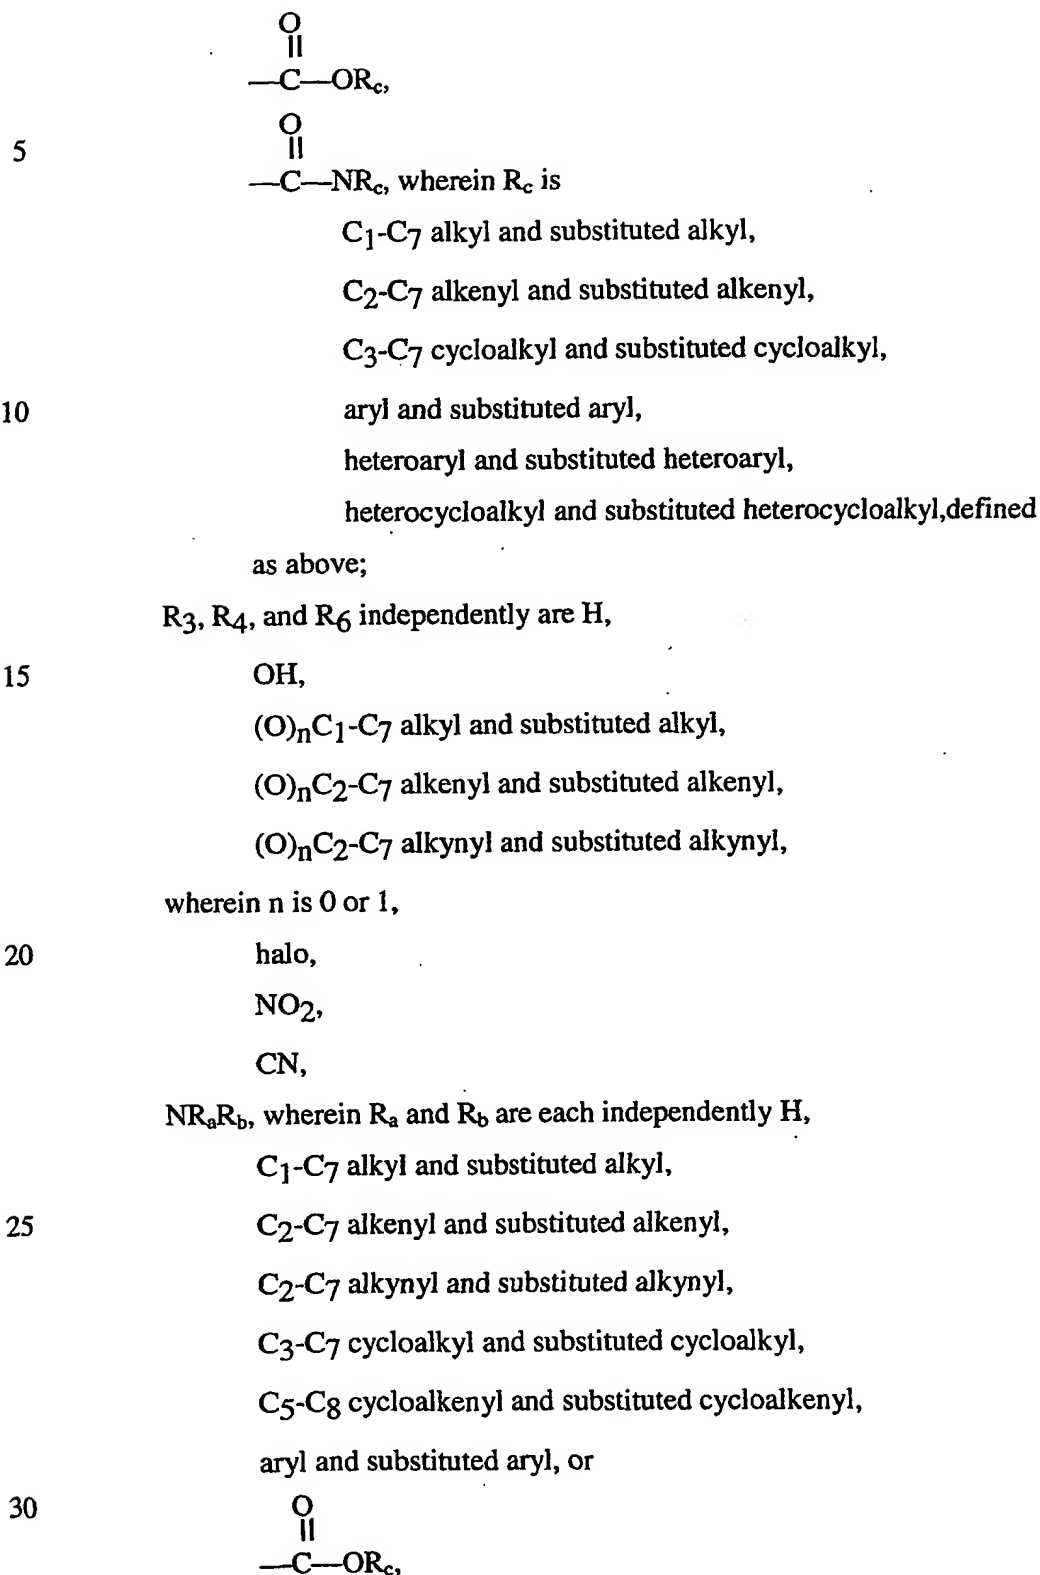 O
||
—C—ORc,
O
5 ||
—C—NRc, wherein Rc is
C1-C7 alkyl and substituted alkyl,
C2-C7 alkenyl and substituted alkenyl,
C3-C7 cycloalkyl and substituted cycloalkyl,
10 aryl and substituted aryl,
heteroaryl and substituted heteroaryl,
heterocycloalkyl and substituted heterocycloalkyl,defined
as above;
R3, R4, and R6 independently are H,
15 OH,
(O)nC1-C7 alkyl and substituted alkyl,
(O)nC2-C7 alkenyl and substituted alkenyl,
(O)nC2-C7 alkynyl and substituted alkynyl,
wherein n is 0 or 1,
20 halo,
NO2,
CN,
NRaRb, wherein Ra and Rb are each independently H,
C1-C7 alkyl and substituted alkyl,
25 C2-C7 alkenyl and substituted alkenyl,
C2-C7 alkynyl and substituted alkynyl,
C3-C7 cycloalkyl and substituted cycloalkyl,
C5-C8 cycloalkenyl and substituted cycloalkenyl,
aryl and substituted aryl, or
30 O
||
—C—ORc,